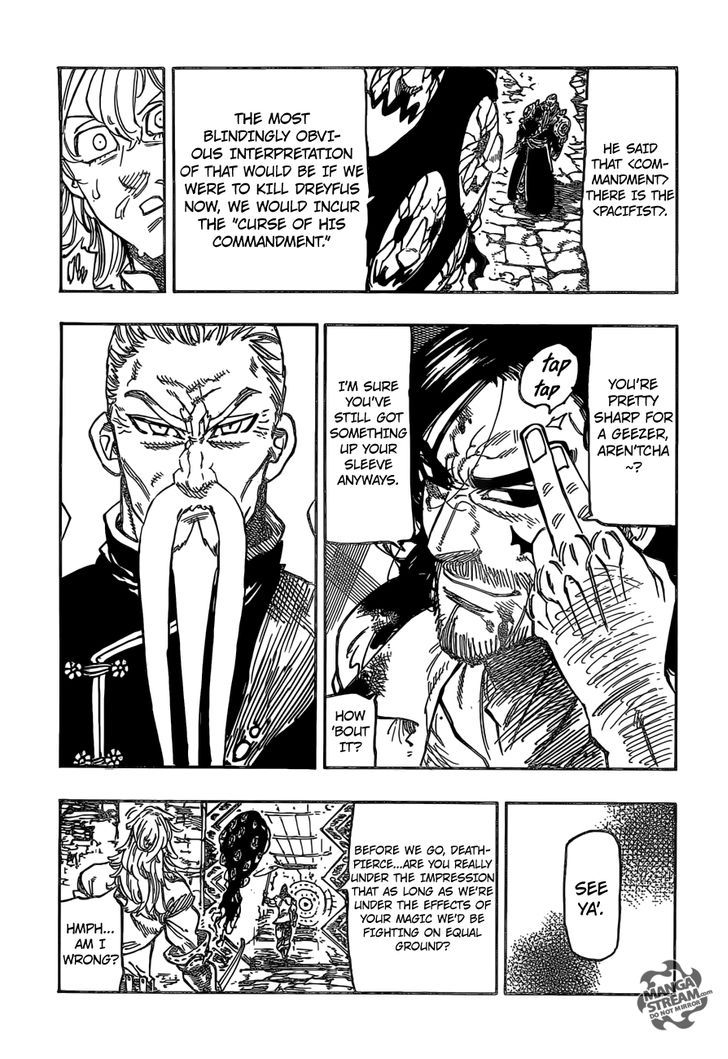 HE SAID
THAT <COM-
MANDMENT>
THERE IS THE
<PACIFIST>.
THE MOST
BLINDINGLY OBVI-
OUS INTERPRETATION
OF THAT WOULD BE IF WE
WERE TO KILL DREYFUS
NOW, WE WOULD INCUR
THE "CURSE OF HIS
COMMANDMENT."
tap
tap
YOU'RE
PRETTY
SHARP FOR
A GEEZER,
AREN'TCHA
~?
I'M SURE
YOU'VE
STILL GOT
SOMETHING
UP YOUR
SLEEVE
ANYWAYS.
HOW
'BOUT
IT?
SEE
YA'.
BEFORE WE GO, DEATH-
PIERCE...ARE YOU REALLY
UNDER THE IMPRESSION
THAT AS LONG AS WE'RE
UNDER THE EFFECTS OF
YOUR MAGIC WE'D BE
FIGHTING ON EQUAL
GROUND?
HMPH...
AM I
WRONG?
MANGA
STREAM.com
DO NOT MIRROR